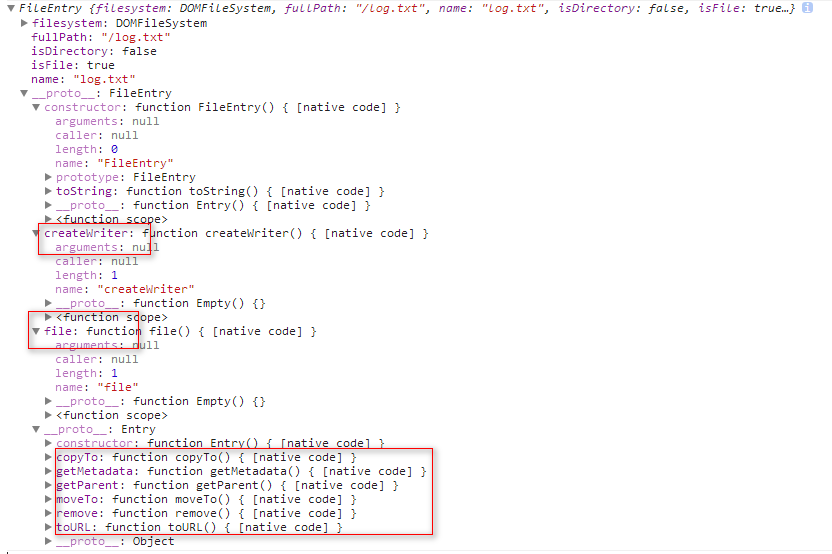 FileEntry {filesystem: DOMFileSystem, fullPath: "/log.txt", name: "log.txt", isDirectory: false, isFile: true…}
filesystem: DOMFileSystem
fullPath: "/log.txt"
isDirectory: false
isFile: true
name: "log.txt"
__proto__: FileEntry
constructor: function FileEntry() { [native code] }
arguments: null
caller: null
length: 0
name: "FileEntry"
prototype: FileEntry
toString: function toString() { [native code] }
__proto__: function Entry() { [native code] }
<function scope>
createWriter: function createWriter() { [native code] }
arguments: null
caller: null
length: 1
name: "createWriter"
__proto__: function Empty() {}
<function scope>
file: function file() { [native code] }
arguments: null
caller: null
length: 1
name: "file"
__proto__: function Empty() {}
<function scope>
__proto__: Entry
constructor: function Entry() { [native code] }
copyTo: function copyTo() { [native code] }
getMetadata: function getMetadata() { [native code] }
getParent: function getParent() { [native code] }
moveTo: function moveTo() { [native code] }
remove: function remove() { [native code] }
toURL: function toURL() { [native code] }
__proto__: Object